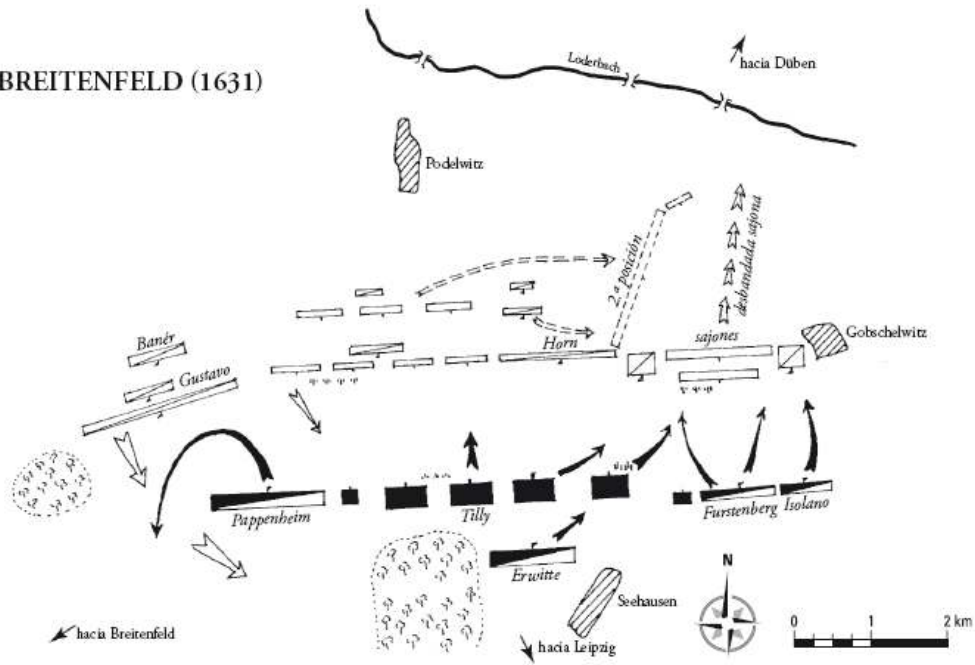 BREITENFELD (1631)
Loderbach
hacia Düben
Podelwitz
2.ª posición
desbandada sajona
Banér
Gustavo
Horn
sajones
Gobschelwitz
Pappenheim
Tilly
Furstenberg
Isolano
Erwitte
Seehausen
N
hacia Breitenfeld
hacia Leipzig
0 1 2 km